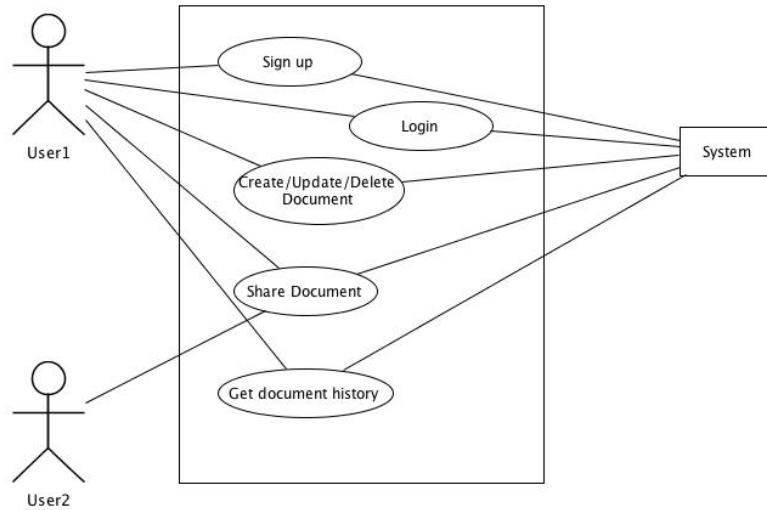 Sign up
Login
User1
System
Create/Update/Delete
Document
Share Document
Get document history
User2